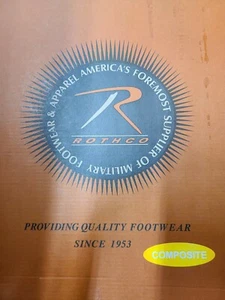 AMERICA'S FOREMOST SUPPLIER OF MILITARY FOOTWEAR & APPAREL
R
ROTHCO
PROVIDING QUALITY FOOTWEAR
SINCE 1953
COMPOSITE